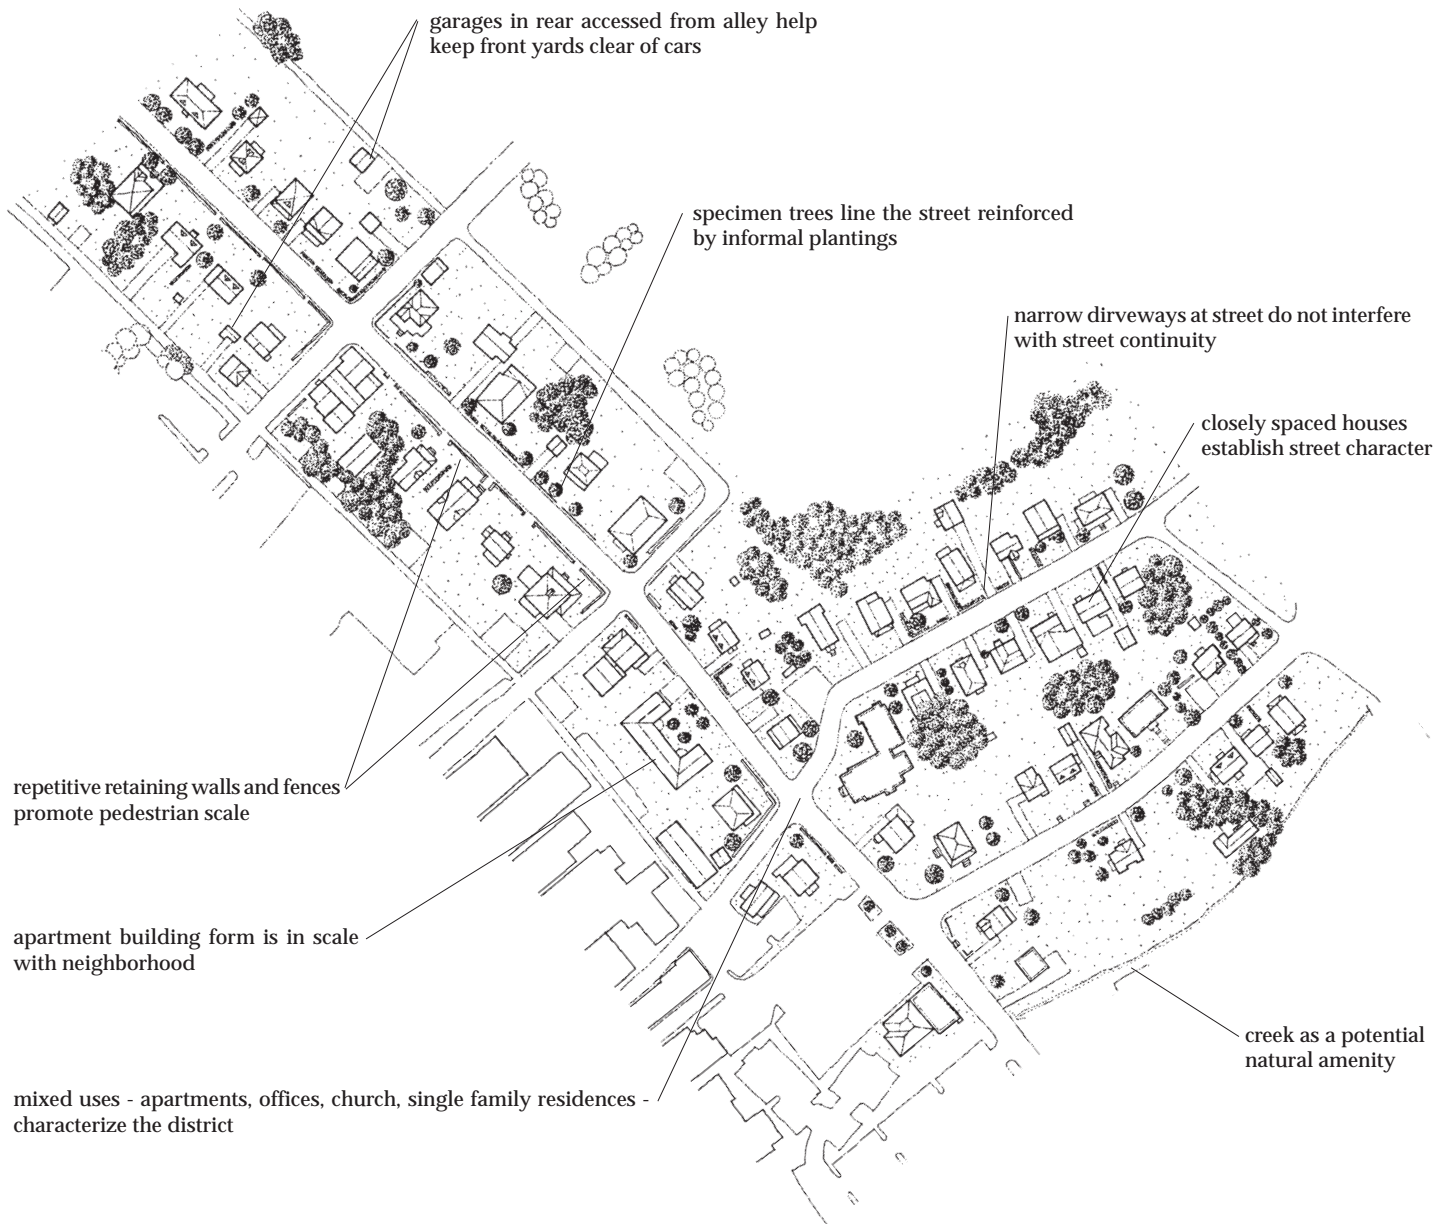 garages in rear accessed from alley help
keep front yards clear of cars
specimen trees line the street reinforced
by informal plantings
narrow dirveways at street do not interfere
with street continuity
closely spaced houses
establish street character
repetitive retaining walls and fences
promote pedestrian scale
apartment building form is in scale
with neighborhood
creek as a potential
natural amenity
mixed uses - apartments, offices, church, single family residences -
characterize the district